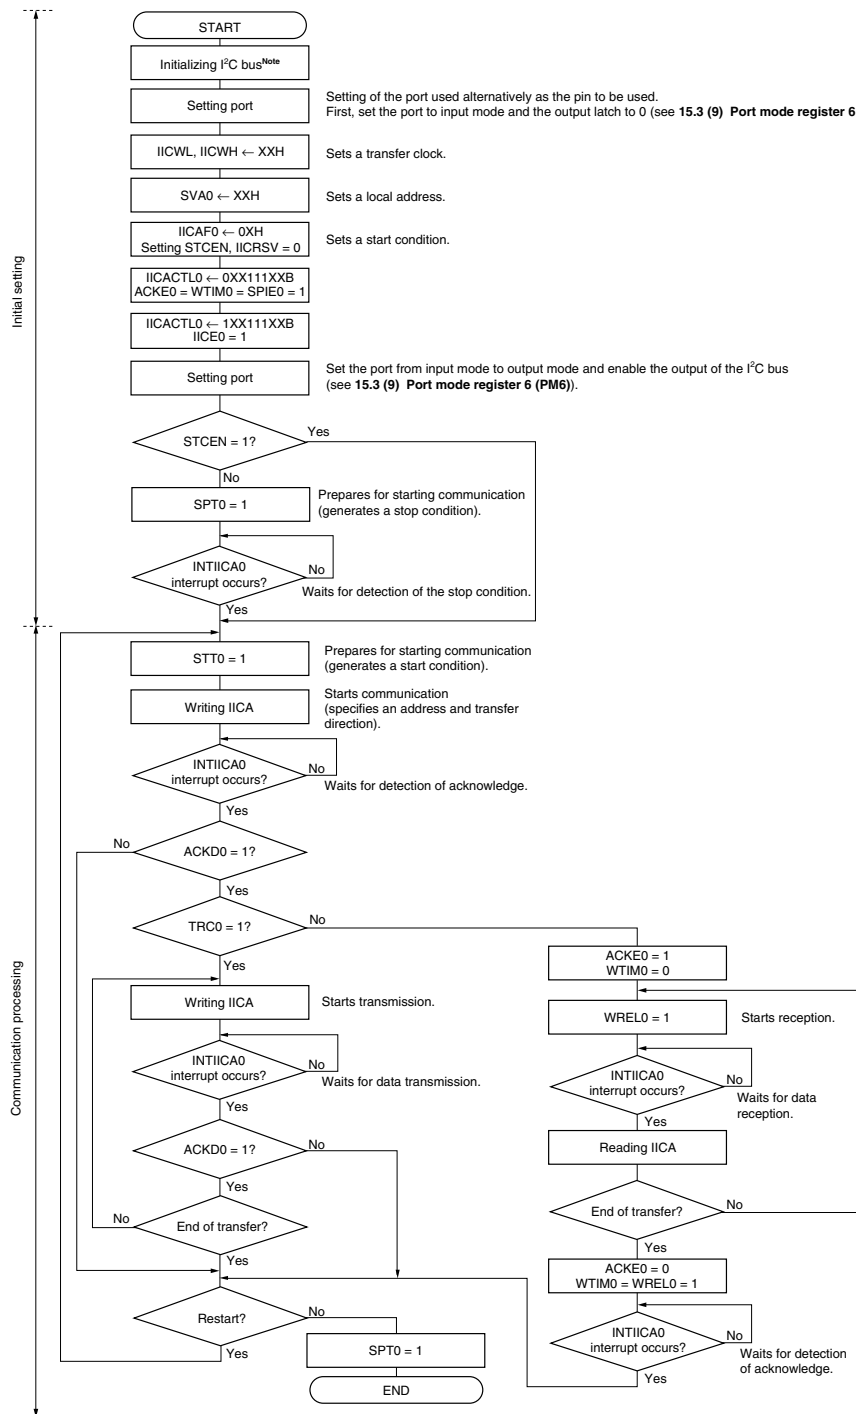 START
Initializing I²C busNote
Setting port
Setting of the port used alternatively as the pin to be used.
First, set the port to input mode and the output latch to 0 (see 15.3 (9) Port mode register 6
IICWL, IICWH ← XXH
Sets a transfer clock.
SVA0 ← XXH
Sets a local address.
IICAF0 ← 0XH
Setting STCEN, IICRSV = 0
Sets a start condition.
IICACTL0 ← 0XX111XXB
ACKE0 = WTIM0 = SPIE0 = 1
IICACTL0 ← 1XX111XXB
IICE0 = 1
Setting port
Set the port from input mode to output mode and enable the output of the I²C bus
(see 15.3 (9) Port mode register 6 (PM6)).
Initial setting
STCEN = 1?
Yes
No
SPT0 = 1
Prepares for starting communication
(generates a stop condition).
INTIICA0
interrupt occurs?
No
Waits for detection of the stop condition.
Yes
STT0 = 1
Prepares for starting communication
(generates a start condition).
Writing IICA
Starts communication
(specifies an address and transfer
direction).
INTIICA0
interrupt occurs?
No
Waits for detection of acknowledge.
Yes
No
ACKD0 = 1?
Yes
TRC0 = 1?
No
Yes
Communication processing
Writing IICA
Starts transmission.
INTIICA0
interrupt occurs?
No
Waits for data transmission.
Yes
ACKD0 = 1?
No
Yes
No
End of transfer?
Yes
Restart?
No
Yes
SPT0 = 1
END
ACKE0 = 1
WTIM0 = 0
WREL0 = 1
Starts reception.
INTIICA0
interrupt occurs?
No
Waits for data
reception.
Yes
Reading IICA
End of transfer?
No
Yes
ACKE0 = 0
WTIM0 = WREL0 = 1
INTIICA0
interrupt occurs?
No
Waits for detection
of acknowledge.
Yes